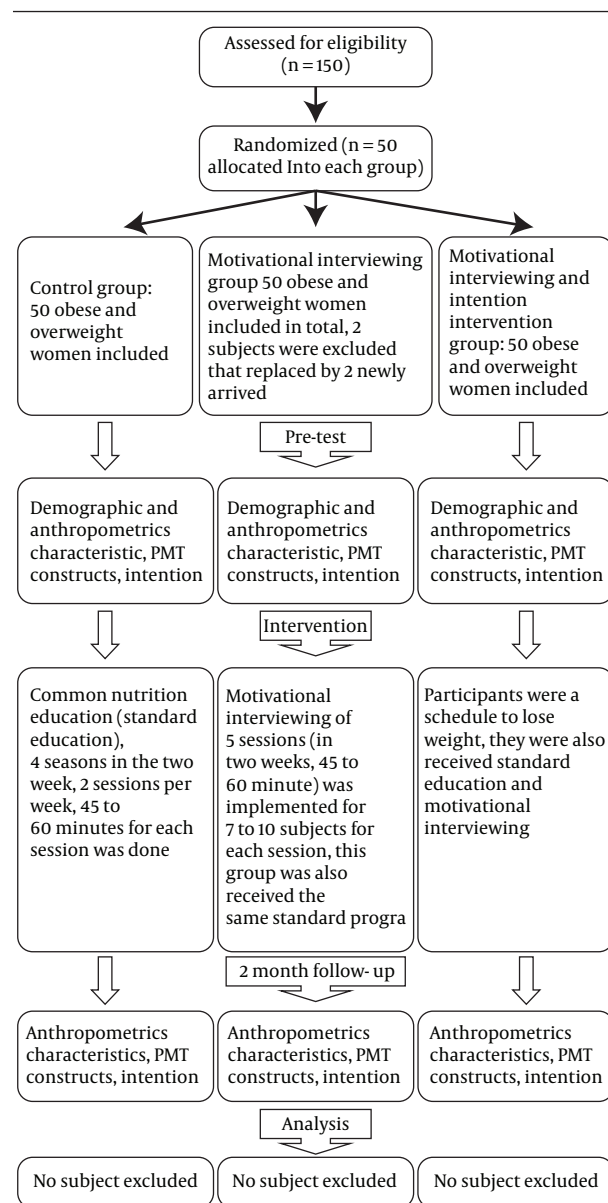 Assessed for eligibility
(n = 150)
Randomized (n = 50
allocated Into each group)
Control group:
50 obese and
overweight
women included
Motivational interviewing
group 50 obese and
overweight women
included in total, 2
subjects were excluded
that replaced by 2 newly
arrived
Motivational
interviewing and
intention
intervention
group: 50 obese
and overweight
women included
Pre-test
Demographic and
anthropometrics
characteristic, PMT
constructs, intention
Demographic and
anthropometrics
characteristic, PMT
constructs, intention
Demographic and
anthropometrics
characteristic, PMT
constructs, intention
Intervention
Common nutrition
education (standard
education),
4 seasons in the two
week, 2 sessions per
week, 45 to
60 minutes for each
session was done
Motivational
interviewing of
5 sessions (in
two weeks, 45 to
60 minute) was
implemented for
7 to 10 subjects for
each session, this
group was also
received the
same standard progra
Participants were a
schedule to lose
weight, they were also
received standard
education and
motivational
interviewing
2 month follow- up
Anthropometrics
characteristics, PMT
constructs, intention
Anthropometrics
characteristics, PMT
constructs, intention
Anthropometrics
characteristics, PMT
constructs, intention
Analysis
No subject excluded
No subject excluded
No subject excluded